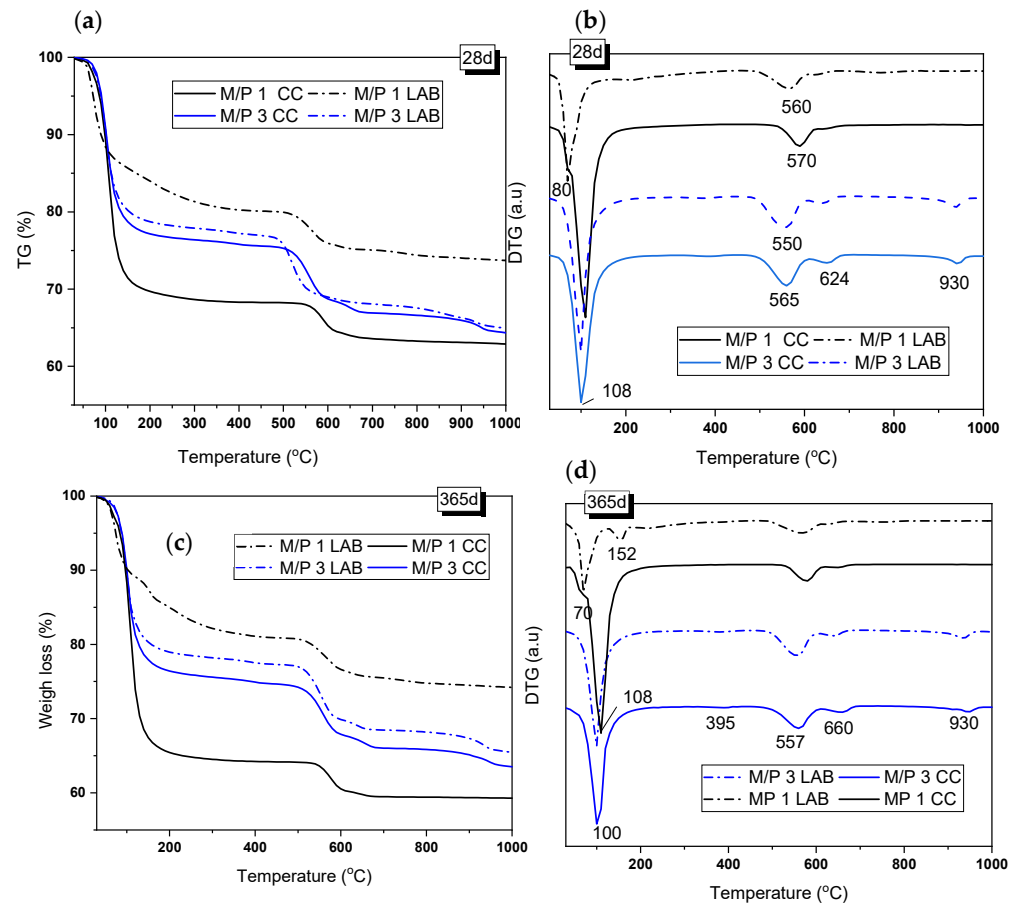 (a)
28d
M/P 1 CC
M/P 1 LAB
M/P 3 CC
M/P 3 LAB
100
90
80
70
60
TG (%)
100 200 300 400 500 600 700 800 900 1000
Temperature (°C)
(b)
28d
560
570
80
550
565
624
930
M/P 1 CC
M/P 1 LAB
M/P 3 CC
M/P 3 LAB
108
DTG (a.u)
200 400 600 800 1000
Temperature (°C)
(c)
365d
M/P 1 LAB
M/P 1 CC
M/P 3 LAB
M/P 3 CC
100
90
80
70
60
Weigh loss (%)
200 400 600 800 1000
Temperature (°C)
(d)
365d
152
70
108
395
557
660
930
M/P 3 LAB
M/P 3 CC
MP 1 LAB
MP 1 CC
100
DTG (a.u)
200 400 600 800 1000
Temperature (°C)